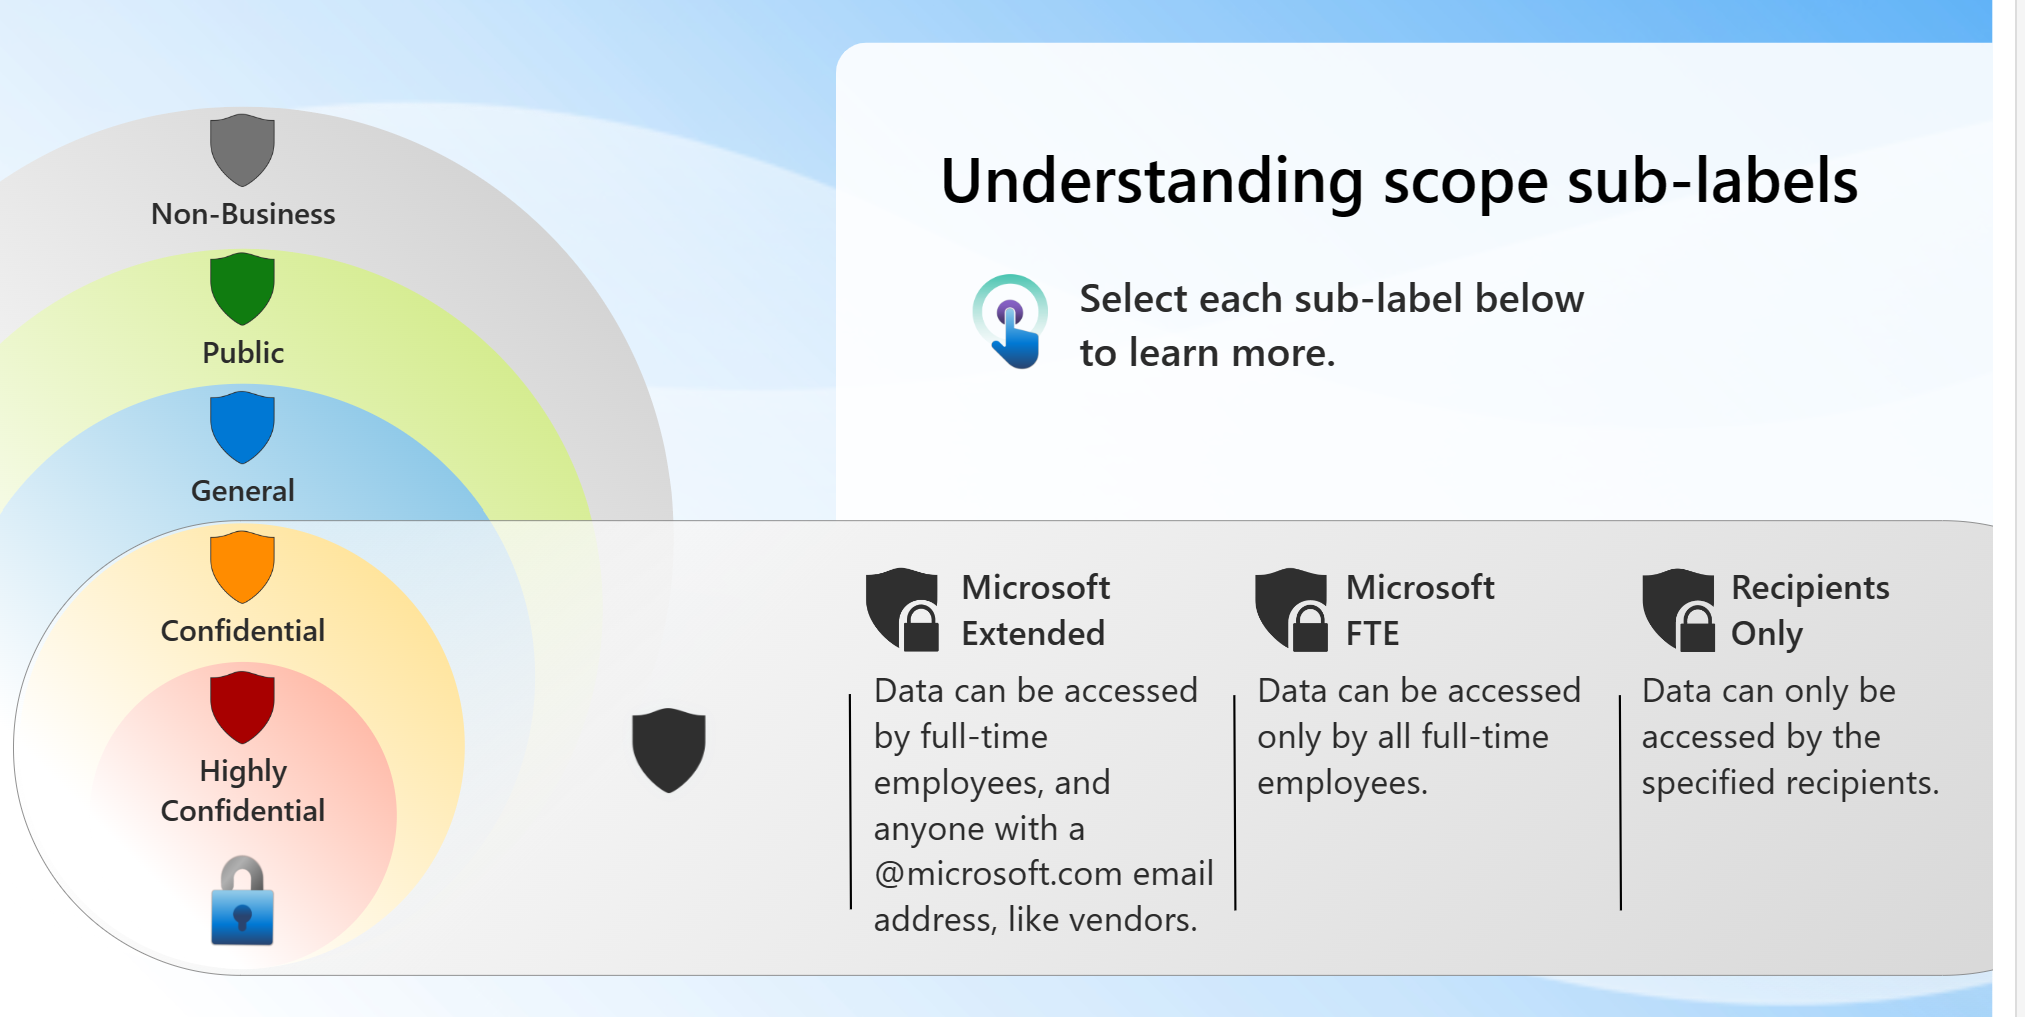 Non-Business
Public
General
Confidential
Highly
Confidential
Understanding scope sub-labels
Select each sub-label below
to learn more.
Microsoft
Extended
Data can be accessed
by full-time
employees, and
anyone with a
@microsoft.com email
address, like vendors.
Microsoft
FTE
Data can be accessed
only by all full-time
employees.
Recipients
Only
Data can only be
accessed by the
specified recipients.